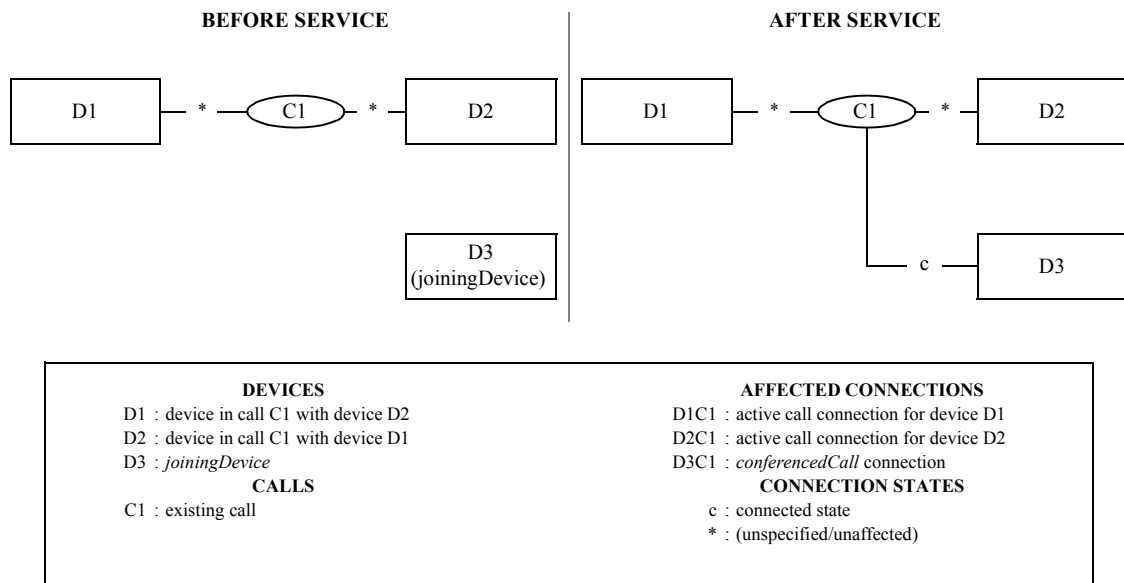 BEFORE SERVICE
AFTER SERVICE
D1 * C1 * D2
D1 * C1 * D2
D3
(joiningDevice)
c D3
DEVICES
D1 : device in call C1 with device D2
D2 : device in call C1 with device D1
D3 : joiningDevice
CALLS
C1 : existing call
AFFECTED CONNECTIONS
D1C1 : active call connection for device D1
D2C1 : active call connection for device D2
D3C1 : conferencedCall connection
CONNECTION STATES
c : connected state
* : (unspecified/unaffected)